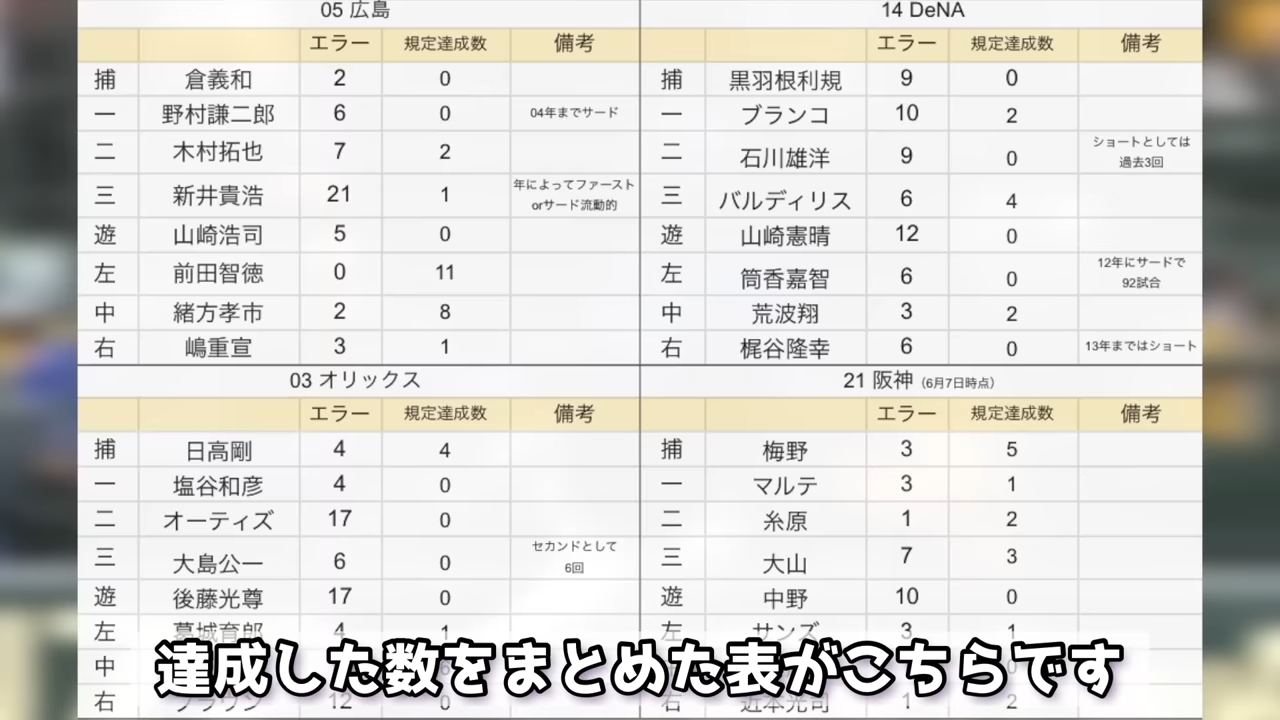 05 広島
エラー 規定達成数 備考
捕 倉義和 2 0
一 野村謙二郎 6 0 04年までサード
二 木村拓也 7 2
三 新井貴浩 21 1 年によってファースト
orサード流動的
遊 山崎浩司 5 0
左 前田智徳 0 11
中 緒方孝市 2 8
右 嶋重宣 3 1
14 DeNA
エラー 規定達成数 備考
捕 黒羽根利規 9 0
一 ブランコ 10 2
二 石川雄洋 9 0 ショートとしては
過去3回
三 バルディリス 6 4
遊 山崎憲晴 12 0
左 筒香嘉智 6 0 12年にサードで
92試合
中 荒波翔 3 2
右 梶谷隆幸 6 0 13年まではショート
03 オリックス
エラー 規定達成数 備考
捕 日高剛 4 4
一 塩谷和彦 4 0
二 オーティズ 17 0
三 大島公一 6 0 セカンドとして
6回
遊 後藤光尊 17 0
左 葛城育郎 4 1
中
右 ブラウン 12 0
21 阪神 (6月7日時点)
エラー 規定達成数 備考
捕 梅野 3 5
一 マルテ 3 1
二 糸原 1 2
三 大山 7 3
遊 中野 10 0
左 サンズ 3 1
0
右 近本光司 1 2
達成した数をまとめた表がこちらです